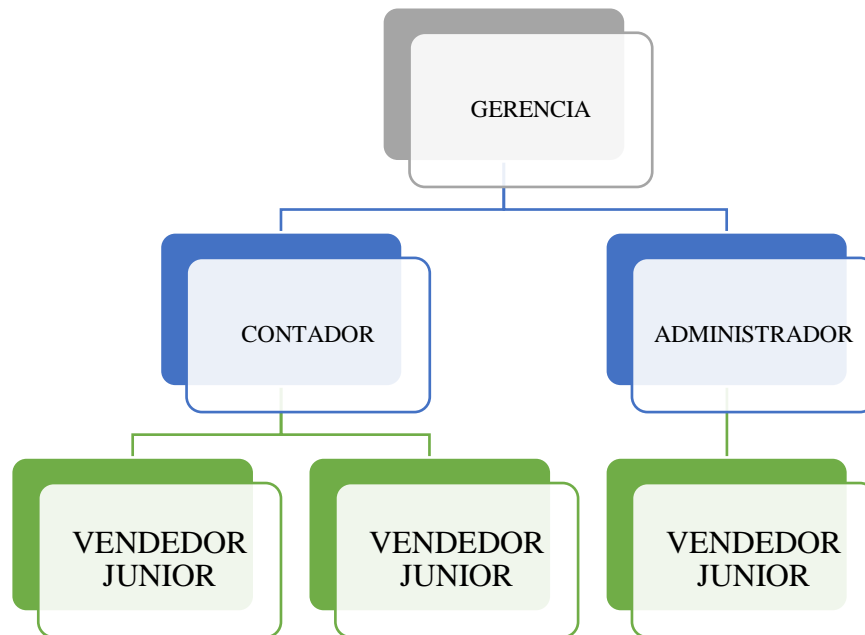 GERENCIA
CONTADOR
ADMINISTRADOR
VENDEDOR
JUNIOR
VENDEDOR
JUNIOR
VENDEDOR
JUNIOR